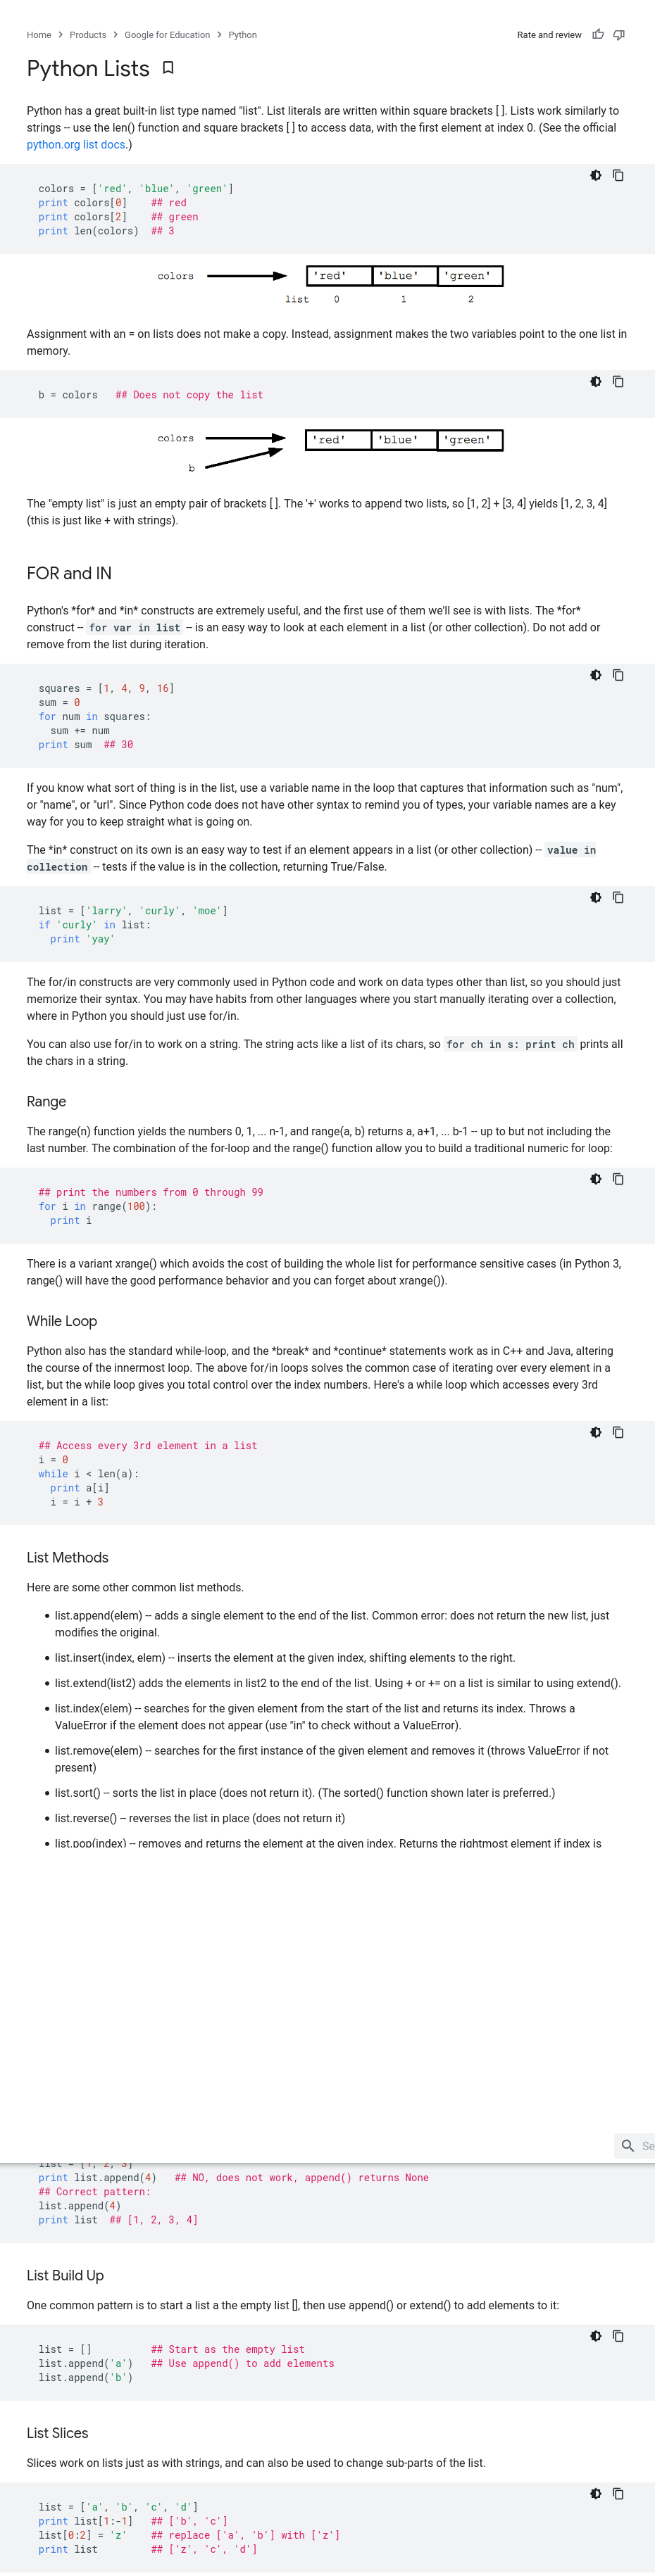 Home > Products > Google for Education > Python
Rate and review
Python Lists
Python has a great built-in list type named "list". List literals are written within square brackets [ ]. Lists work similarly to
strings -- use the len() function and square brackets [ ] to access data, with the first element at index 0. (See the official
python.org list docs.)
colors = ['red', 'blue', 'green']
print colors[0]    ## red
print colors[2]    ## green
print len(colors)  ## 3
colors 'red' 'blue' 'green'
list 0 1 2
Assignment with an = on lists does not make a copy. Instead, assignment makes the two variables point to the one list in
memory.
b = colors   ## Does not copy the list
colors 'red' 'blue' 'green'
b
The "empty list" is just an empty pair of brackets [ ]. The '+' works to append two lists, so [1, 2] + [3, 4] yields [1, 2, 3, 4]
(this is just like + with strings).
FOR and IN
Python's *for* and *in* constructs are extremely useful, and the first use of them we'll see is with lists. The *for*
construct -- for var in list -- is an easy way to look at each element in a list (or other collection). Do not add or
remove from the list during iteration.
squares = [1, 4, 9, 16]
sum = 0
for num in squares:
  sum += num
print sum  ## 30
If you know what sort of thing is in the list, use a variable name in the loop that captures that information such as "num",
or "name", or "url". Since Python code does not have other syntax to remind you of types, your variable names are a key
way for you to keep straight what is going on.
The *in* construct on its own is an easy way to test if an element appears in a list (or other collection) -- value in
collection -- tests if the value is in the collection, returning True/False.
list = ['larry', 'curly', 'moe']
if 'curly' in list:
  print 'yay'
The for/in constructs are very commonly used in Python code and work on data types other than list, so you should just
memorize their syntax. You may have habits from other languages where you start manually iterating over a collection,
where in Python you should just use for/in.
You can also use for/in to work on a string. The string acts like a list of its chars, so for ch in s: print ch prints all
the chars in a string.
Range
The range(n) function yields the numbers 0, 1, ... n-1, and range(a, b) returns a, a+1, ... b-1 -- up to but not including the
last number. The combination of the for-loop and the range() function allow you to build a traditional numeric for loop:
## print the numbers from 0 through 99
for i in range(100):
  print i
There is a variant xrange() which avoids the cost of building the whole list for performance sensitive cases (in Python 3,
range() will have the good performance behavior and you can forget about xrange()).
While Loop
Python also has the standard while-loop, and the *break* and *continue* statements work as in C++ and Java, altering
the course of the innermost loop. The above for/in loops solves the common case of iterating over every element in a
list, but the while loop gives you total control over the index numbers. Here's a while loop which accesses every 3rd
element in a list:
## Access every 3rd element in a list
i = 0
while i < len(a):
  print a[i]
  i = i + 3
List Methods
Here are some other common list methods.
• list.append(elem) -- adds a single element to the end of the list. Common error: does not return the new list, just
modifies the original.
• list.insert(index, elem) -- inserts the element at the given index, shifting elements to the right.
• list.extend(list2) adds the elements in list2 to the end of the list. Using + or += on a list is similar to using extend().
• list.index(elem) -- searches for the given element from the start of the list and returns its index. Throws a
ValueError if the element does not appear (use "in" to check without a ValueError).
• list.remove(elem) -- searches for the first instance of the given element and removes it (throws ValueError if not
present)
• list.sort() -- sorts the list in place (does not return it). (The sorted() function shown later is preferred.)
• list.reverse() -- reverses the list in place (does not return it)
• list.pop(index) -- removes and returns the element at the given index. Returns the rightmost element if index is
Se
list = [1, 2, 3]
print list.append(4)   ## NO, does not work, append() returns None
## Correct pattern:
list.append(4)
print list  ## [1, 2, 3, 4]
List Build Up
One common pattern is to start a list a the empty list [], then use append() or extend() to add elements to it:
list = []          ## Start as the empty list
list.append('a')   ## Use append() to add elements
list.append('b')
List Slices
Slices work on lists just as with strings, and can also be used to change sub-parts of the list.
list = ['a', 'b', 'c', 'd']
print list[1:-1]   ## ['b', 'c']
list[0:2] = 'z'    ## replace ['a', 'b'] with ['z']
print list         ## ['z', 'c', 'd']